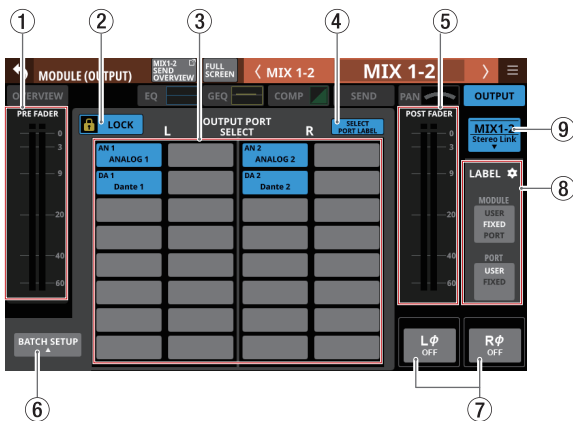 ① ② ③ ④ ⑤
MODULE (OUTPUT)
MIX1-2
SEND
OVERVIEW
FULL
SCREEN
MIX 1-2
MIX 1-2
OVERVIEW
EQ
GEQ
COMP
SEND
PAN
OUTPUT
PRE FADER
0
3
9
20
40
60
LOCK
L
OUTPUT PORT
SELECT
R
SELECT
PORT LABEL
AN 1
ANALOG 1
AN 2
ANALOG 2
DA 1
Dante 1
DA 2
Dante 2
POST FADER
0
3
9
20
40
60
MIX1-2
Stereo Link
⑨
LABEL
⑧
MODULE
USER
FIXED
PORT
PORT
USER
FIXED
BATCH SETUP
LΦ
OFF
RΦ
OFF
⑥ ⑦